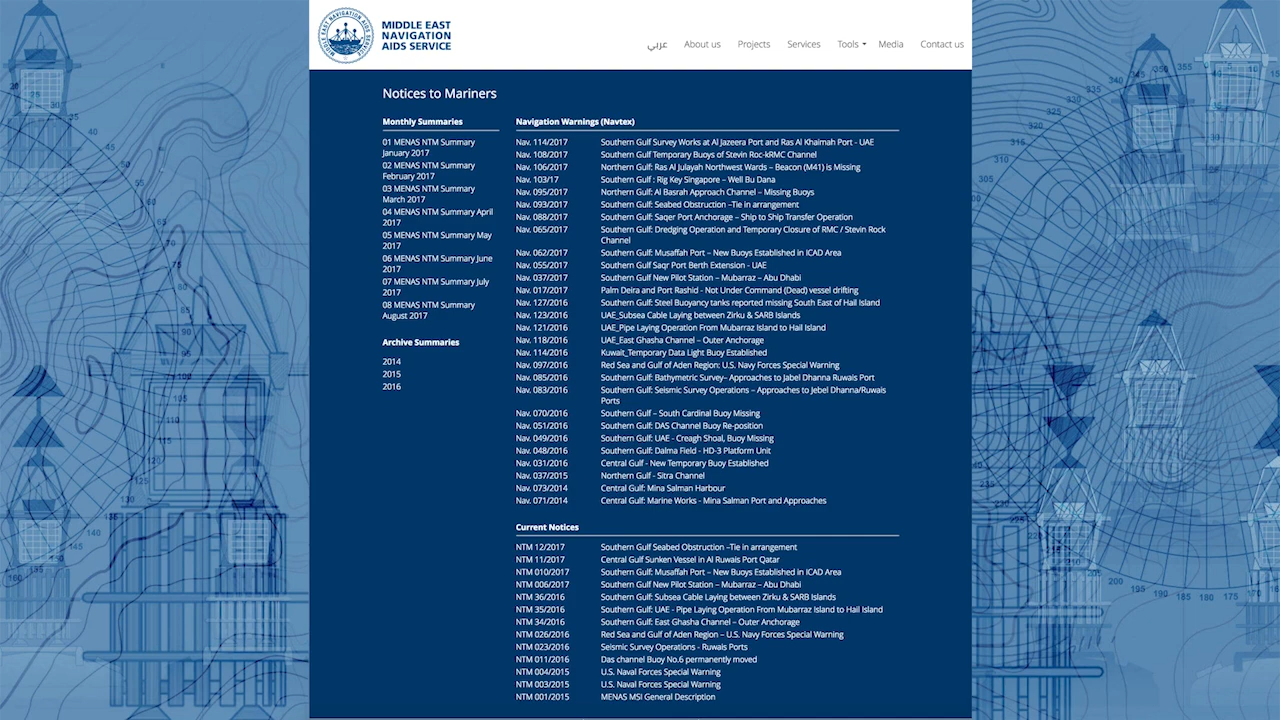 MIDDLE EAST
NAVIGATION
AIDS SERVICE
MIDDLE EAST NAVIGATION AIDS SERVICE
عربي About us Projects Services Tools Media Contact us
Notices to Mariners
Monthly Summaries
01 MENAS NTM Summary
January 2017
02 MENAS NTM Summary
February 2017
03 MENAS NTM Summary
March 2017
04 MENAS NTM Summary April
2017
05 MENAS NTM Summary May
2017
06 MENAS NTM Summary June
2017
07 MENAS NTM Summary July
2017
08 MENAS NTM Summary
August 2017
Archive Summaries
2014
2015
2016
Navigation Warnings (Navtex)
Nav. 114/2017 Southern Gulf Survey Works at Al Jazeera Port and Ras Al Khaimah Port - UAE
Nav. 108/2017 Southern Gulf Temporary Buoys of Stevin Roc-kRMC Channel
Nav. 106/2017 Northern Gulf: Ras Al Julayah Northwest Wards – Beacon (M41) is Missing
Nav. 103/17 Southern Gulf : Rig Key Singapore – Well Bu Dana
Nav. 095/2017 Northern Gulf: Al Basrah Approach Channel – Missing Buoys
Nav. 093/2017 Southern Gulf: Seabed Obstruction –Tie in arrangement
Nav. 088/2017 Southern Gulf: Saqer Port Anchorage – Ship to Ship Transfer Operation
Nav. 065/2017 Southern Gulf: Dredging Operation and Temporary Closure of RMC / Stevin Rock
Channel
Nav. 062/2017 Southern Gulf: Musaffah Port – New Buoys Established in ICAD Area
Nav. 055/2017 Southern Gulf Saqr Port Berth Extension - UAE
Nav. 037/2017 Southern Gulf New Pilot Station – Mubarraz – Abu Dhabi
Nav. 017/2017 Palm Deira and Port Rashid - Not Under Command (Dead) vessel drifting
Nav. 127/2016 Southern Gulf: Steel Buoyancy tanks reported missing South East of Hail Island
Nav. 123/2016 UAE_Subsea Cable Laying between Zirku & SARB Islands
Nav. 121/2016 UAE_Pipe Laying Operation From Mubarraz Island to Hail Island
Nav. 118/2016 UAE_East Ghasha Channel – Outer Anchorage
Nav. 114/2016 Kuwait_Temporary Data Light Buoy Established
Nav. 097/2016 Red Sea and Gulf of Aden Region: U.S. Navy Forces Special Warning
Nav. 085/2016 Southern Gulf: Bathymetric Survey– Approaches to Jabel Dhanna Ruwais Port
Nav. 083/2016 Southern Gulf: Seismic Survey Operations – Approaches to Jebel Dhanna/Ruwais
Ports
Nav. 070/2016 Southern Gulf – South Cardinal Buoy Missing
Nav. 051/2016 Southern Gulf: DAS Channel Buoy Re-position
Nav. 049/2016 Southern Gulf: UAE - Creagh Shoal, Buoy Missing
Nav. 048/2016 Southern Gulf: Dalma Field - HD-3 Platform Unit
Nav. 031/2016 Central Gulf - New Temporary Buoy Established
Nav. 037/2015 Northern Gulf - Sitra Channel
Nav. 073/2014 Central Gulf: Mina Salman Harbour
Nav. 071/2014 Central Gulf: Marine Works - Mina Salman Port and Approaches
Current Notices
NTM 12/2017 Southern Gulf Seabed Obstruction –Tie in arrangement
NTM 11/2017 Central Gulf Sunken Vessel in Al Ruwais Port Qatar
NTM 010/2017 Southern Gulf: Musaffah Port – New Buoys Established in ICAD Area
NTM 006/2017 Southern Gulf New Pilot Station – Mubarraz – Abu Dhabi
NTM 36/2016 Southern Gulf: Subsea Cable Laying between Zirku & SARB Islands
NTM 35/2016 Southern Gulf: UAE - Pipe Laying Operation From Mubarraz Island to Hail Island
NTM 34/2016 Southern Gulf: East Ghasha Channel – Outer Anchorage
NTM 026/2016 Red Sea and Gulf of Aden Region – U.S. Navy Forces Special Warning
NTM 023/2016 Seismic Survey Operations - Ruwais Ports
NTM 011/2016 Das channel Buoy No.6 permanently moved
NTM 004/2015 U.S. Naval Forces Special Warning
NTM 003/2015 U.S. Naval Forces Special Warning
NTM 001/2015 MENAS MSI General Description